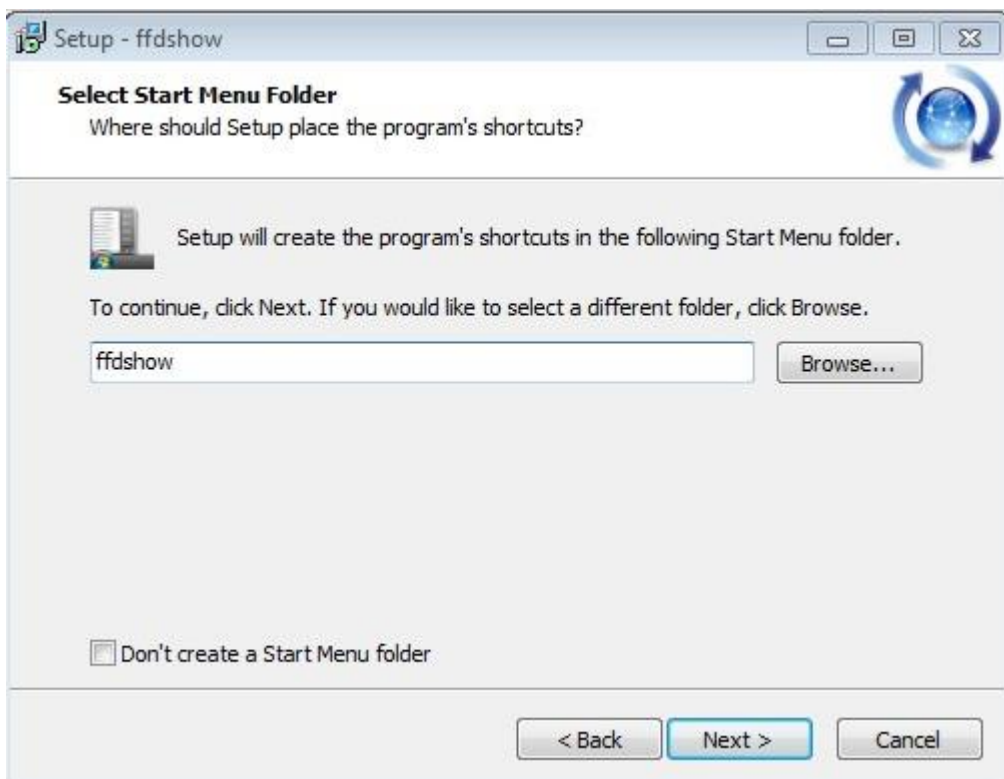 Setup - ffdshow
Select Start Menu Folder
Where should Setup place the program's shortcuts?
Setup will create the program's shortcuts in the following Start Menu folder.
To continue, click Next. If you would like to select a different folder, click Browse.
ffdshow
Browse...
Don't create a Start Menu folder
< Back
Next >
Cancel